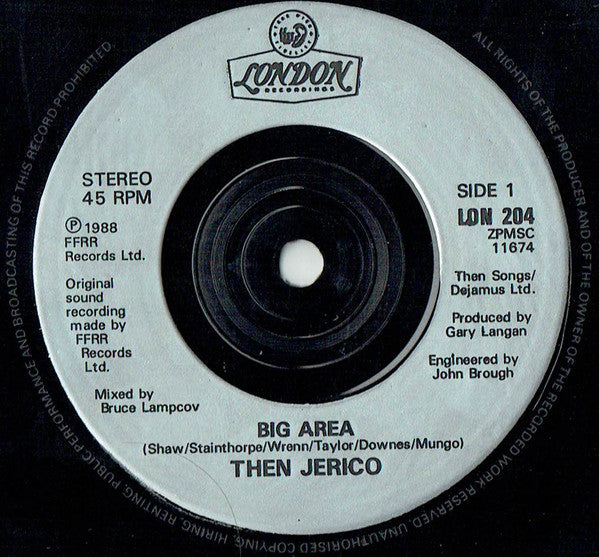 LONDON
RECORDINGS
STEREO
45 RPM
Ⓟ 1988
FFRR
Records Ltd.
Original
sound
recording
made by
FFRR
Records
Ltd.
Mixed by
Bruce Lampcov
SIDE 1
LON 204
ZPMSC
11674
Then Songs/
Dejamus Ltd.
Produced by
Gary Langan
Engineered by
John Brough
BIG AREA
(Shaw/Stainthorpe/Wrenn/Taylor/Downes/Mungo)
THEN JERICO
ALL RIGHTS OF THE PRODUCER AND OF THE OWNER OF THE RECORDED WORK RESERVED. UNAUTHORISED COPYING, HIRING, RENTING, PUBLIC PERFORMANCE AND BROADCASTING OF THIS RECORD PROHIBITED.